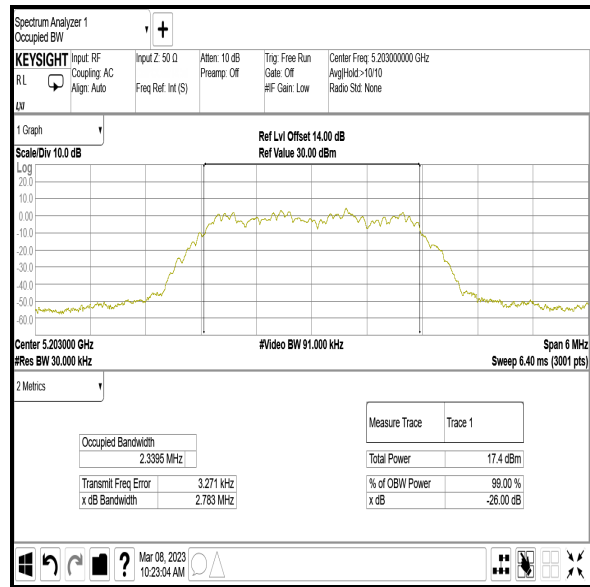 Spectrum Analyzer 1
Occupied BW
KEYSIGHT
R L
LXI
Input: RF
Coupling: AC
Align: Auto
Input Z: 50 Ω
Freq Ref: Int (S)
Atten: 10 dB
Preamp: Off
Trig: Free Run
Gate: Off
#IF Gain: Low
Center Freq: 5.203000000 GHz
Avg|Hold:>10/10
Radio Std: None
1 Graph
Scale/Div 10.0 dB
Ref Lvl Offset 14.00 dB
Ref Value 30.00 dBm
Log
20.0
10.0
0.00
-10.0
-20.0
-30.0
-40.0
-50.0
-60.0
Center 5.203000 GHz
#Res BW 30.000 kHz
#Video BW 91.000 kHz
Span 6 MHz
Sweep 6.40 ms (3001 pts)
2 Metrics
Occupied Bandwidth
2.3395 MHz
Transmit Freq Error 3.271 kHz
x dB Bandwidth 2.783 MHz
Measure Trace Trace 1
Total Power 17.4 dBm
% of OBW Power 99.00 %
x dB -26.00 dB
?
Mar 08, 2023
10:23:04 AM